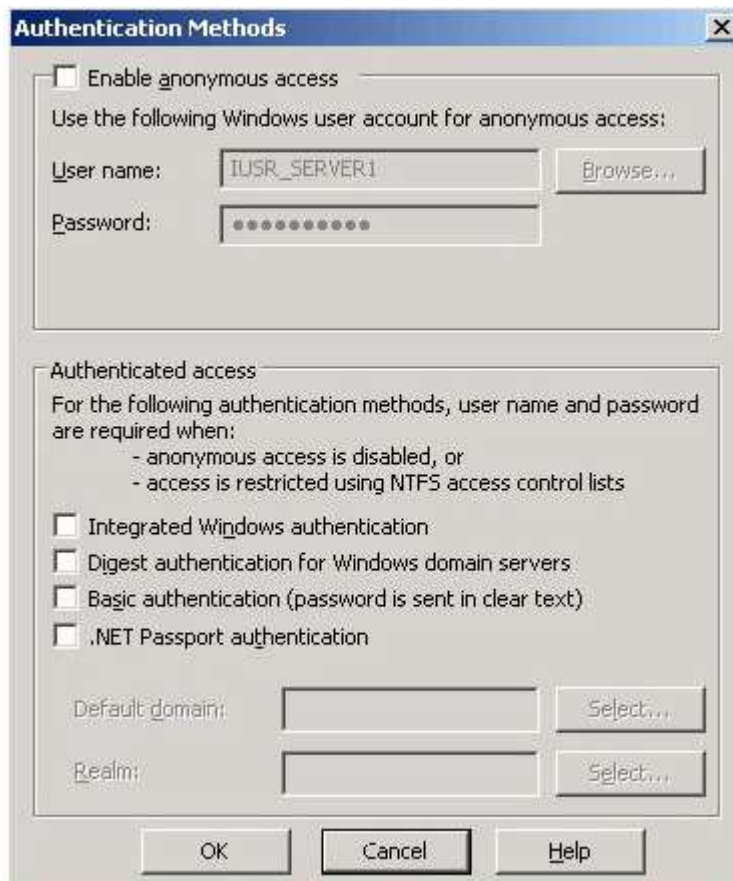 Authentication Methods
Enable anonymous access
Use the following Windows user account for anonymous access:
User name: IUSR_SERVER1 Browse...
Password: ●●●●●●●●●●
Authenticated access
For the following authentication methods, user name and password
are required when:
- anonymous access is disabled, or
- access is restricted using NTFS access control lists
Integrated Windows authentication
Digest authentication for Windows domain servers
Basic authentication (password is sent in clear text)
.NET Passport authentication
Default domain: Select...
Realm: Select...
OK Cancel Help